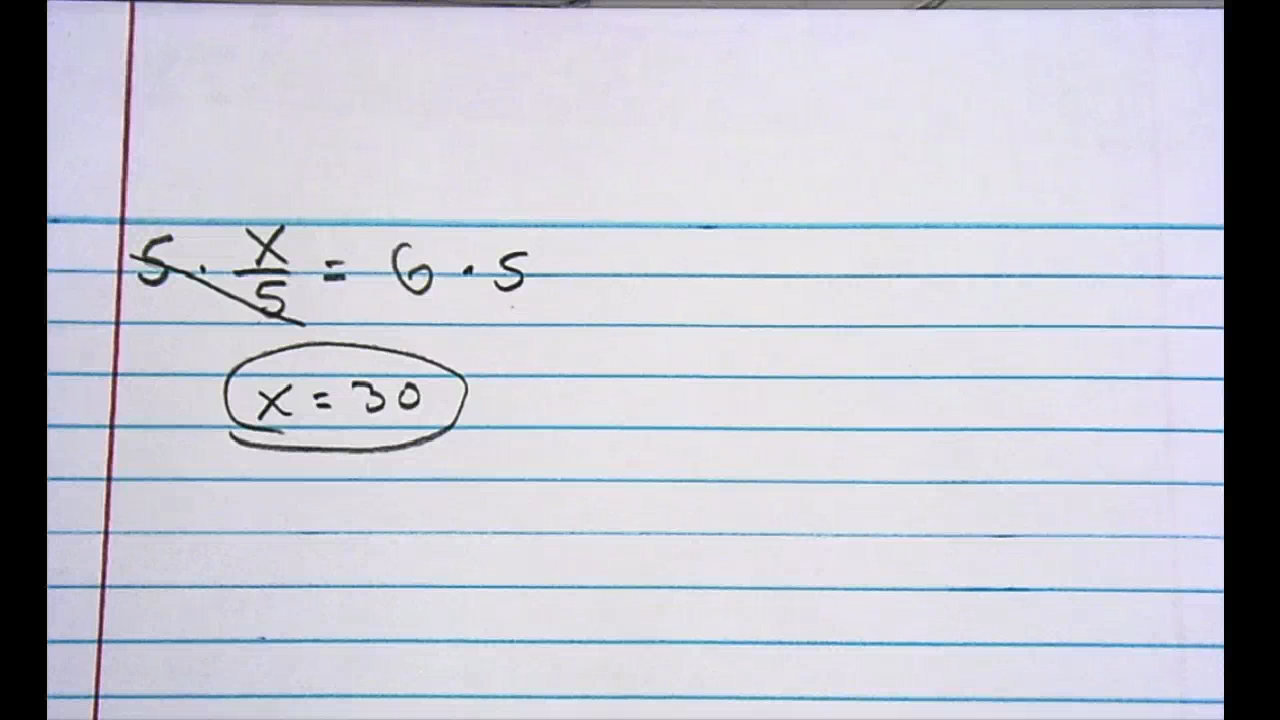 5 · x/5 = 6 · 5
x = 30